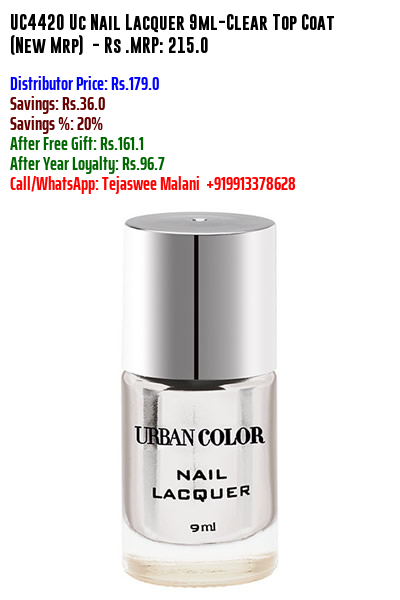 UC4420 Uc Nail Lacquer 9ml-Clear Top Coat
(New Mrp) - Rs .MRP: 215.0
Distributor Price: Rs.179.0
Savings: Rs.36.0
Savings %: 20%
After Free Gift: Rs.161.1
After Year Loyalty: Rs.96.7
Call/WhatsApp: Tejaswee Malani +919913378628
URBAN COLOR
NAIL
LACQUER
9ml